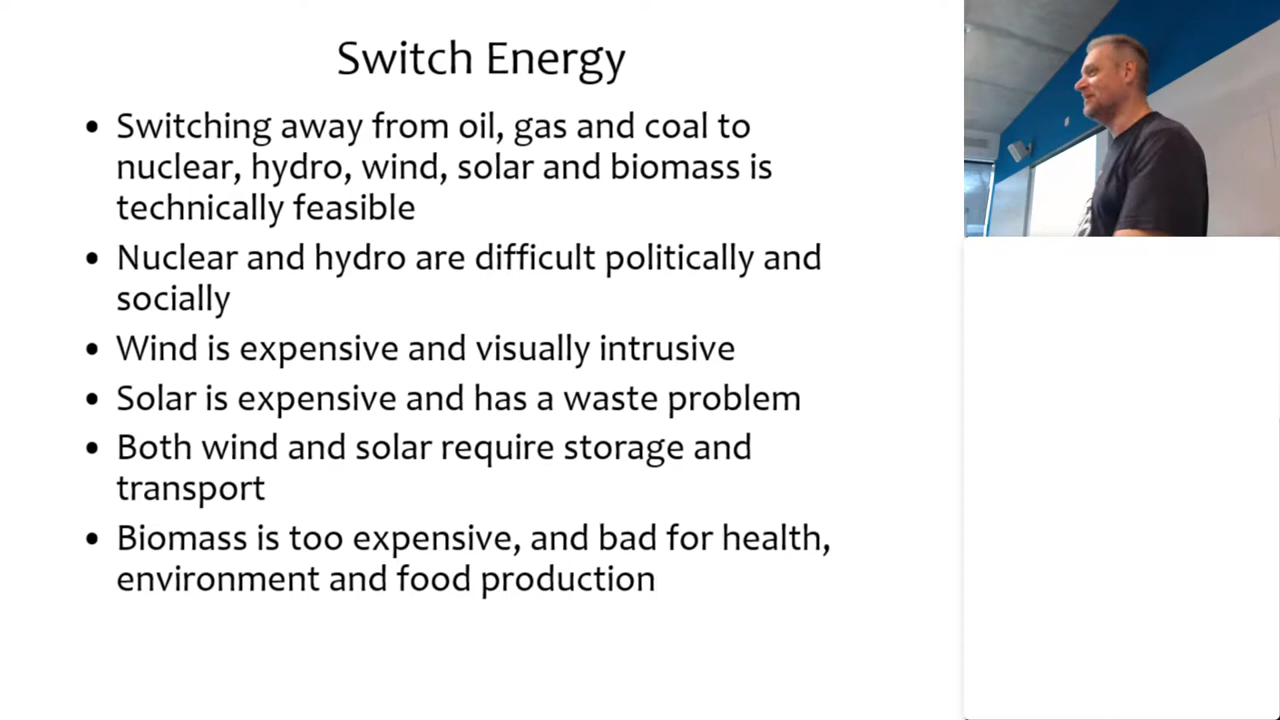 Switch Energy
• Switching away from oil, gas and coal to
nuclear, hydro, wind, solar and biomass is
technically feasible
• Nuclear and hydro are difficult politically and
socially
• Wind is expensive and visually intrusive
• Solar is expensive and has a waste problem
• Both wind and solar require storage and
transport
• Biomass is too expensive, and bad for health,
environment and food production